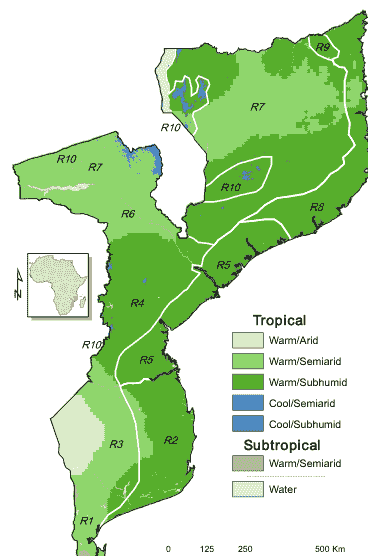 R9
R7
R10
R10
R7
R10
R8
R6
R5
N
R4
R10
R5
R3
R2
R1
Tropical
Warm/Arid
Warm/Semiarid
Warm/Subhumid
Cool/Semiarid
Cool/Subhumid
Subtropical
Warm/Semiarid
Water
0 125 250 500 Km